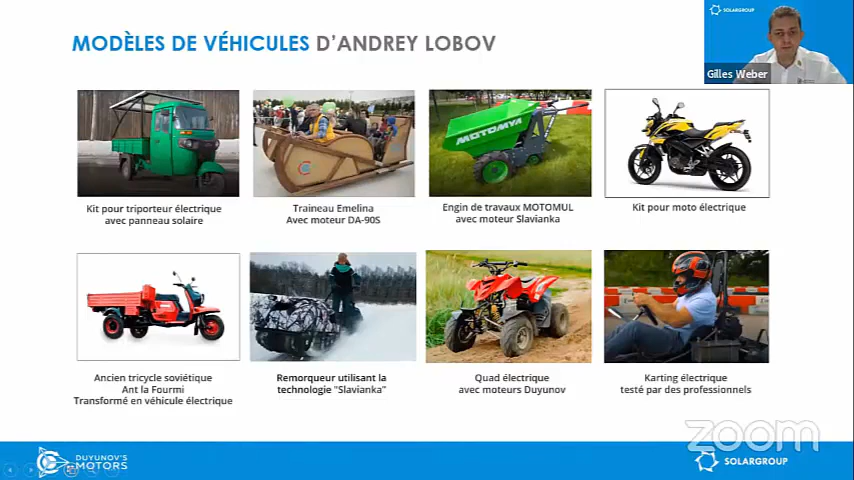 SOLARGROUP
Gilles Weber
MODÈLES DE VÉHICULES D'ANDREY LOBOV
MOTOMYA
Kit pour triporteur électrique
avec panneau solaire
Traineau Emelina
Avec moteur DA-90S
Engin de travaux MOTOMUL
avec moteur Slavianka
Kit pour moto électrique
Ancien tricycle soviétique
Ant la Fourmi
Transformé en véhicule électrique
Remorqueur utilisant la
technologie "Slavianka"
Quad électrique
avec moteurs Duyunov
Karting électrique
testé par des professionnels
zoom
DUYUNOV'S
MOTORS
SOLARGROUP